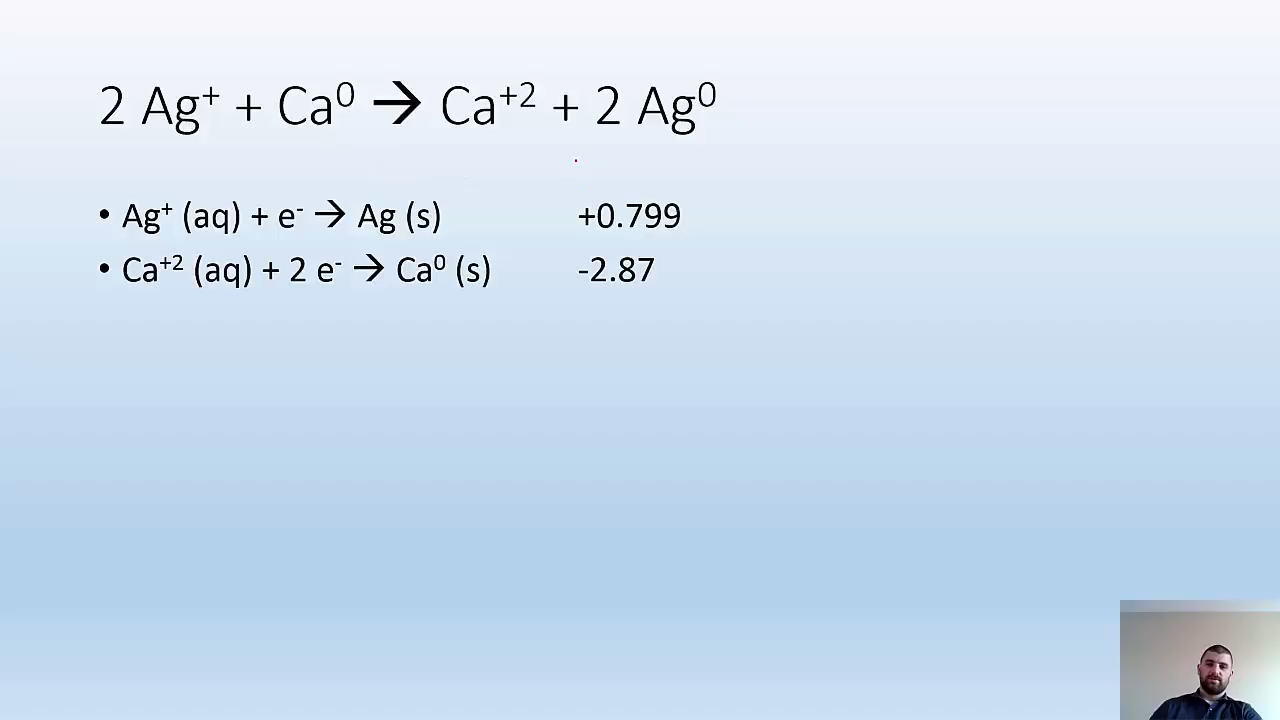 2 Ag⁺ + Ca⁰ → Ca⁺² + 2 Ag⁰
• Ag⁺ (aq) + e⁻ → Ag (s) +0.799
• Ca⁺² (aq) + 2 e⁻ → Ca⁰ (s) -2.87